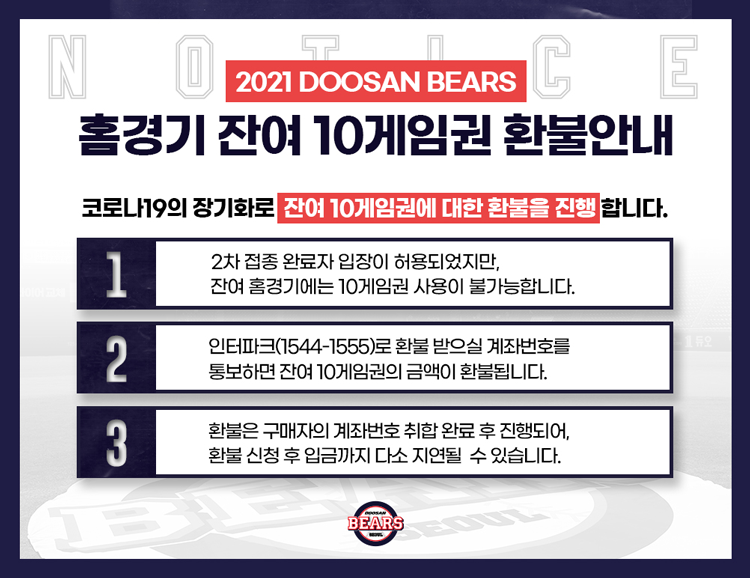 NOTICE
2021 DOOSAN BEARS
홈경기 잔여 10게임권 환불안내
코로나19의 장기화로 잔여 10게임권에 대한 환불을 진행 합니다.
1
2차 접종 완료자 입장이 허용되었지만,
잔여 홈경기에는 10게임권 사용이 불가능합니다.
2
인터파크(1544-1555)로 환불 받으실 계좌번호를
통보하면 잔여 10게임권의 금액이 환불됩니다.
3
환불은 구매자의 계좌번호 취합 완료 후 진행되어,
환불 신청 후 입금까지 다소 지연될 수 있습니다.
BEARS
SEOUL
DOOSAN
BEARS